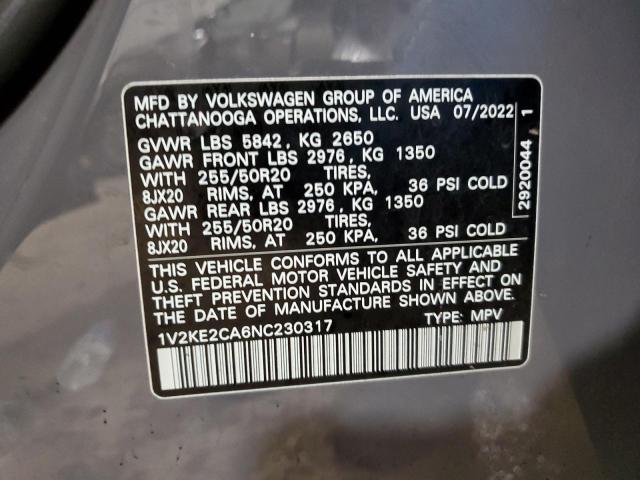 MFD BY VOLKSWAGEN GROUP OF AMERICA
CHATTANOOGA OPERATIONS, LLC. USA 07/2022
GVWR LBS 5842, KG 2650
GAWR FRONT LBS 2976, KG 1350
WITH 255/50R20 TIRES,
8JX20 RIMS, AT 250 KPA, 36 PSI COLD
GAWR REAR LBS 2976, KG 1350
WITH 255/50R20 TIRES,
8JX20 RIMS, AT 250 KPA, 36 PSI COLD
THIS VEHICLE CONFORMS TO ALL APPLICABLE
U.S. FEDERAL MOTOR VEHICLE SAFETY AND
THEFT PREVENTION STANDARDS IN EFFECT ON
THE DATE OF MANUFACTURE SHOWN ABOVE.
1V2KE2CA6NC230317 TYPE: MPV
2920044 1